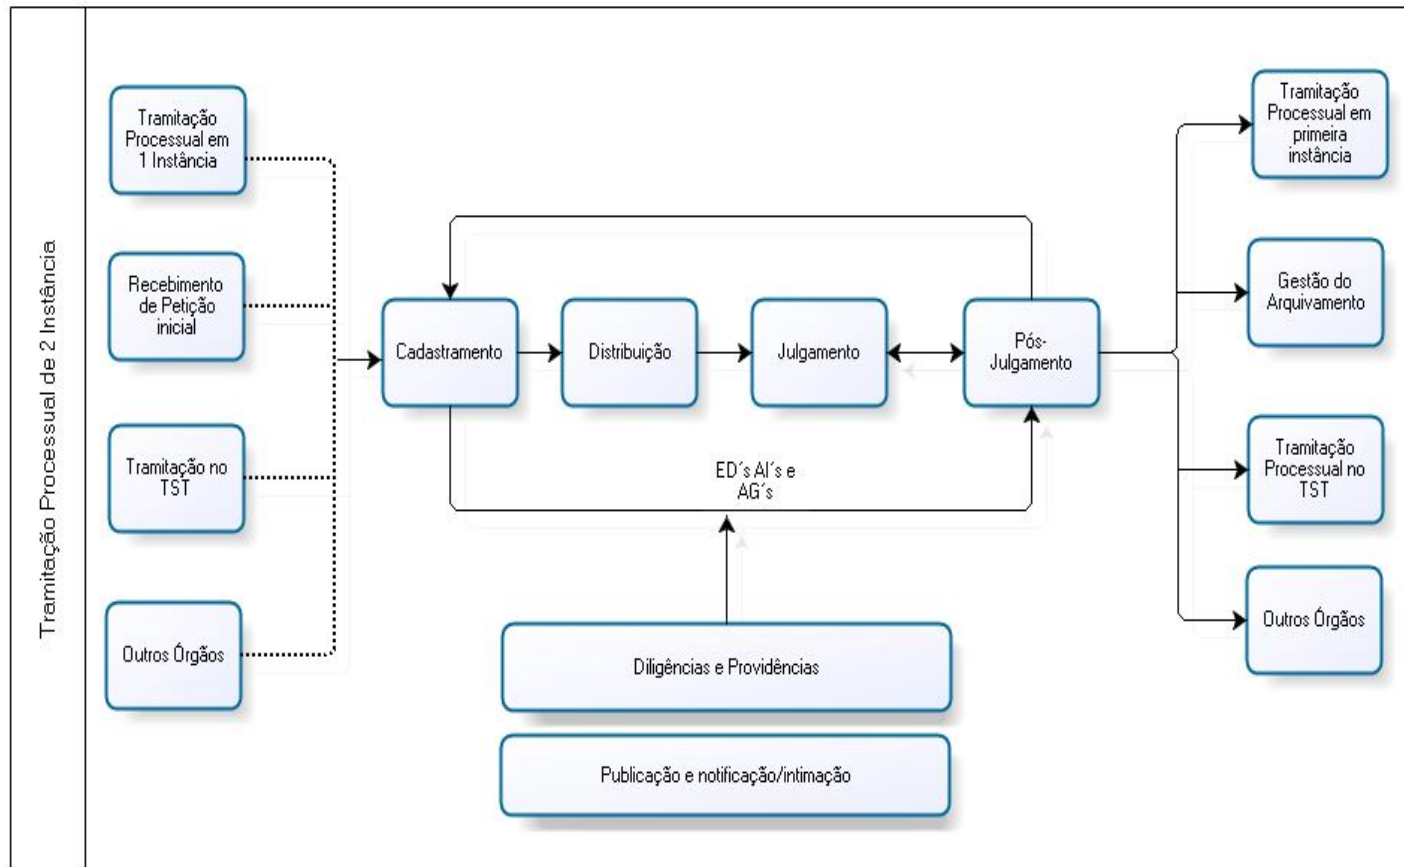 Tramitação Processual de 2 Instância
Tramitação
Processual em
1 Instância
Recebimento
de Petição
inicial
Tramitação no
TST
Outros Órgãos
Cadastramento
Distribuição
Julgamento
Pós-
Julgamento
ED´s AI´s e
AG´s
Diligências e Providências
Publicação e notificação/intimação
Tramitação
Processual em
primeira
instância
Gestão do
Arquivamento
Tramitação
Processual no
TST
Outros Órgãos